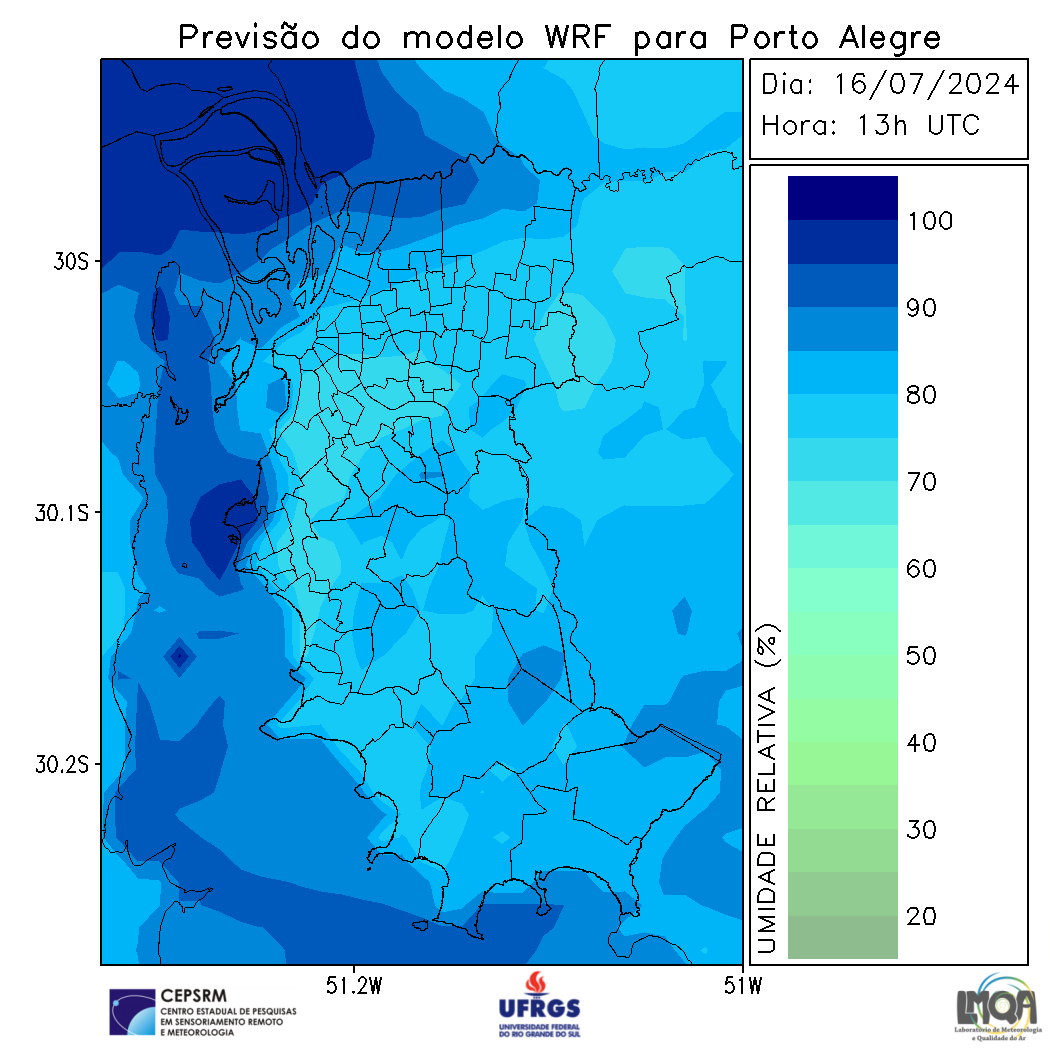 Previsão do modelo WRF para Porto Alegre
Dia: 16/07/2024
Hora: 13h UTC
100
90
80
70
60
50
40
30
20
UMIDADE RELATIVA (%)
30S
30.1S
30.2S
51.2W
51W
CEPSRM
CENTRO ESTADUAL DE PESQUISAS
EM SENSORIAMENTO REMOTO
E METEOROLOGIA
UFRGS
UNIVERSIDADE FEDERAL
DO RIO GRANDE DO SUL
LMQA
Laboratório de Meteorologia
e Qualidade do Ar